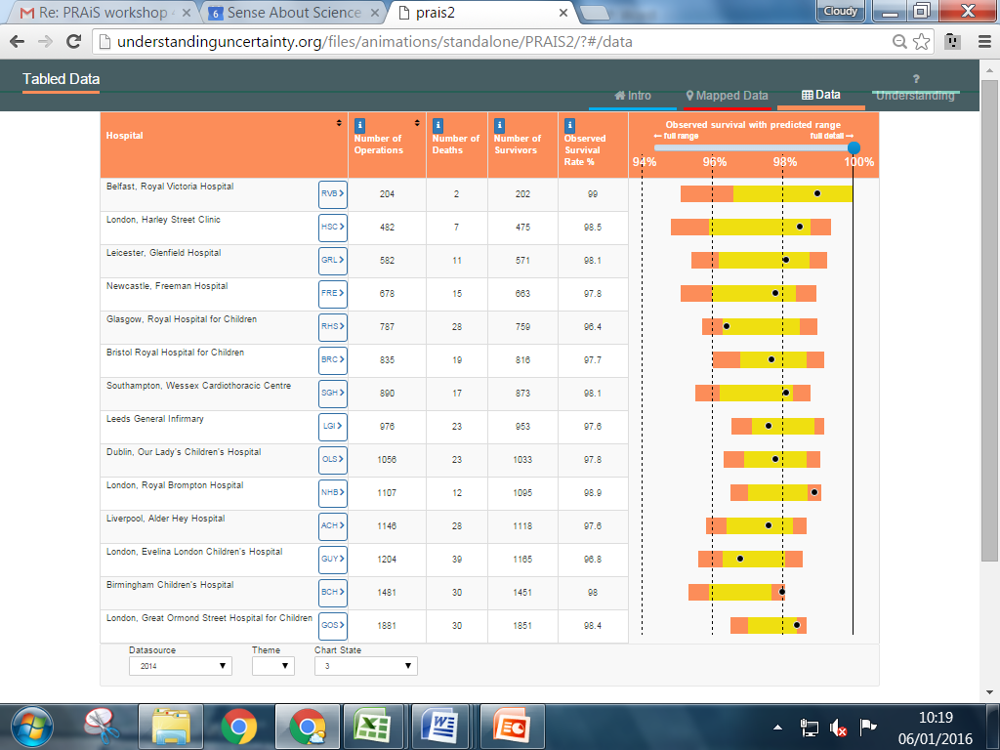 Re: PRAiS workshop -
Sense About Science
prais2
Cloudy
understandinguncertainty.org/files/animations/standalone/PRAIS2/?#/data
Tabled Data
Intro
Mapped Data
Data
?
Understanding
Hospital
Number of Operations
Number of Deaths
Number of Survivors
Observed Survival Rate %
Observed survival with predicted range
←full range full detail→
94% 96% 98% 100%
Belfast, Royal Victoria Hospital RVB 204 2 202 99
London, Harley Street Clinic HSC 482 7 475 98.5
Leicester, Glenfield Hospital GRL 582 11 571 98.1
Newcastle, Freeman Hospital FRE 678 15 663 97.8
Glasgow, Royal Hospital for Children RHS 787 28 759 96.4
Bristol Royal Hospital for Children BRC 835 19 816 97.7
Southampton, Wessex Cardiothoracic Centre SGH 890 17 873 98.1
Leeds General Infirmary LGI 976 23 953 97.6
Dublin, Our Lady's Children's Hospital OLS 1056 23 1033 97.8
London, Royal Brompton Hospital NHB 1107 12 1095 98.9
Liverpool, Alder Hey Hospital ACH 1146 28 1118 97.6
London, Evelina London Children's Hospital GUY 1204 39 1165 96.8
Birmingham Children's Hospital BCH 1481 30 1451 98
London, Great Ormond Street Hospital for Children GOS 1881 30 1851 98.4
Datasource Theme Chart State
2014 3
10:19
06/01/2016